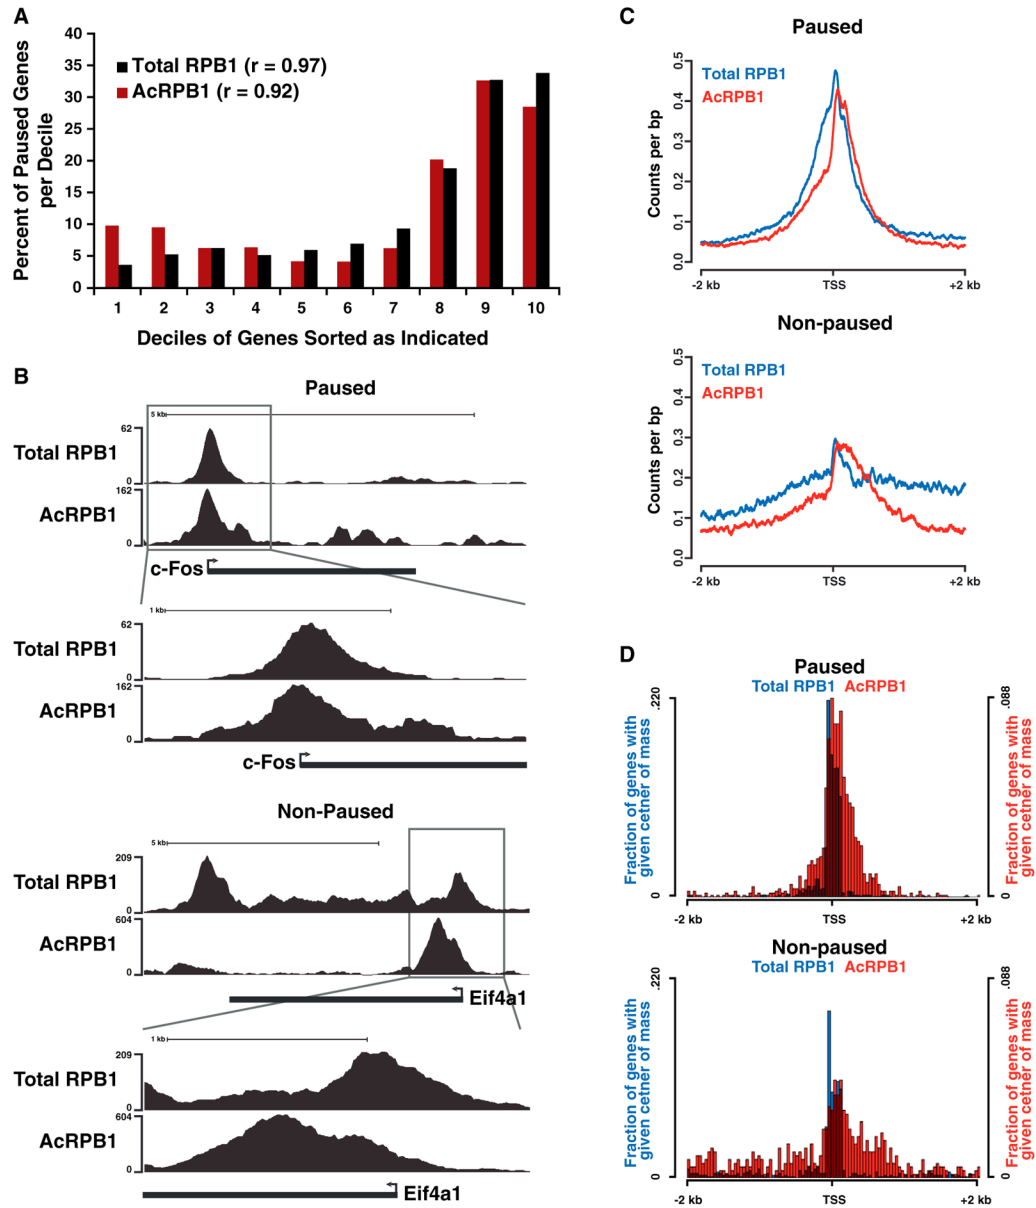 A
Percent of Paused Genes
per Decile
40
35
30
25
20
15
10
5
0
Total RPB1 (r = 0.97)
AcRPB1 (r = 0.92)
1 2 3 4 5 6 7 8 9 10
Deciles of Genes Sorted as Indicated
B
Paused
5 kb
Total RPB1
62
0
AcRPB1
162
0
c-Fos
1 kb
Total RPB1
62
0
AcRPB1
162
0
c-Fos
Non-Paused
5 kb
Total RPB1
209
0
AcRPB1
604
0
Eif4a1
1 kb
Total RPB1
209
0
AcRPB1
604
0
Eif4a1
C
Paused
Total RPB1
AcRPB1
Counts per bp
0.5
0.4
0.3
0.2
0.1
0.0
-2 kb TSS +2 kb
Non-paused
Total RPB1
AcRPB1
Counts per bp
0.5
0.4
0.3
0.2
0.1
0.0
-2 kb TSS +2 kb
D
Paused
Total RPB1 AcRPB1
Fraction of genes with
given cetner of mass
.220
0
.088
0
Fraction of genes with
given cetner of mass
-2 kb TSS +2 kb
Non-paused
Total RPB1 AcRPB1
Fraction of genes with
given cetner of mass
.220
0
.088
0
Fraction of genes with
given cetner of mass
-2 kb TSS +2 kb